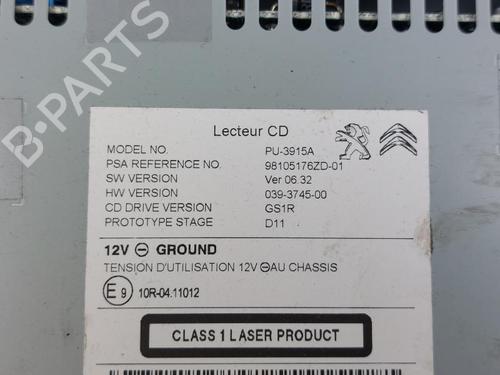 B-PARTS
Lecteur CD
MODEL NO. PU-3915A
PSA REFERENCE NO. 98105176ZD-01
SW VERSION Ver 06.32
HW VERSION 039-3745-00
CD DRIVE VERSION GS1R
PROTOTYPE STAGE D11
12V ⊖ GROUND
TENSION D'UTILISATION 12V ⊖AU CHASSIS
E9 10R-04.11012
CLASS 1 LASER PRODUCT